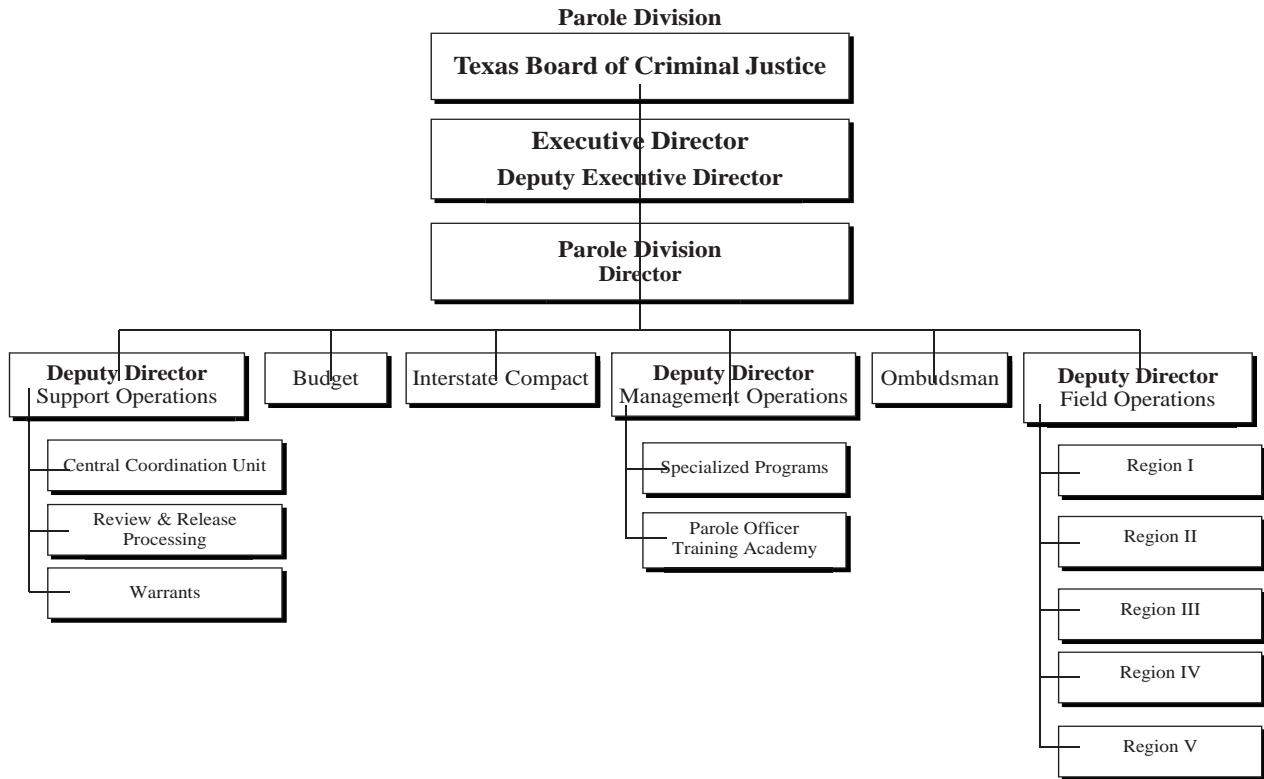 Parole Division
Texas Board of Criminal Justice
Executive Director
Deputy Executive Director
Parole Division
Director
Deputy Director
Support Operations
Budget
Interstate Compact
Deputy Director
Management Operations
Ombudsman
Deputy Director
Field Operations
Central Coordination Unit
Review & Release
Processing
Warrants
Specialized Programs
Parole Officer
Training Academy
Region I
Region II
Region III
Region IV
Region V